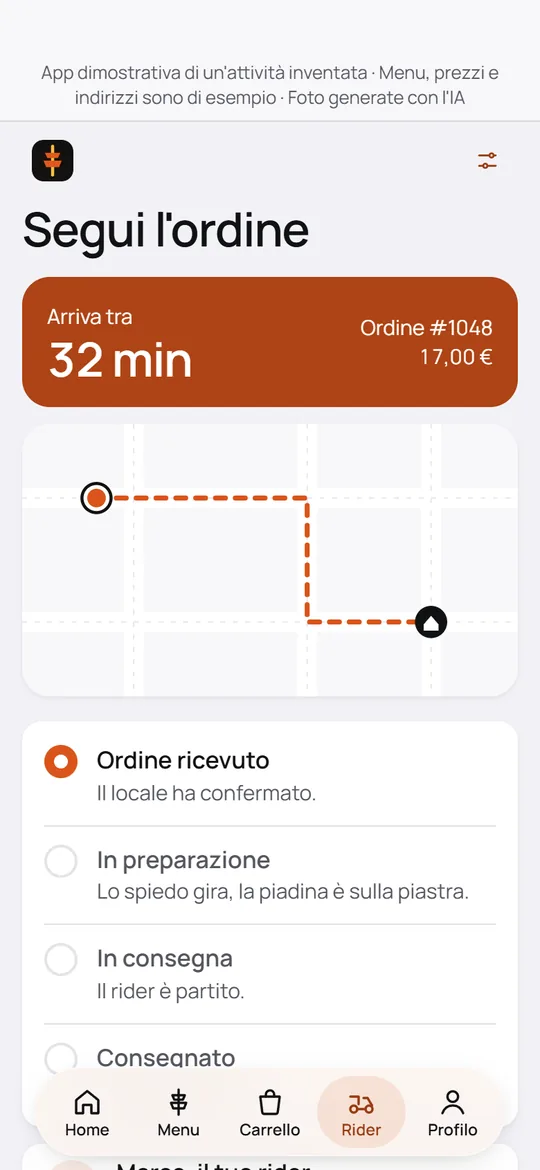 App dimostrativa di un'attività inventata · Menu, prezzi e
indirizzi sono di esempio · Foto generate con l'IA
Segui l'ordine
Arriva tra
32 min
Ordine #1048
17,00 €
Ordine ricevuto
Il locale ha confermato.
In preparazione
Lo spiedo gira, la piadina è sulla piastra.
In consegna
Il rider è partito.
Consegnato
Home
Menu
Carrello
Rider
Profilo